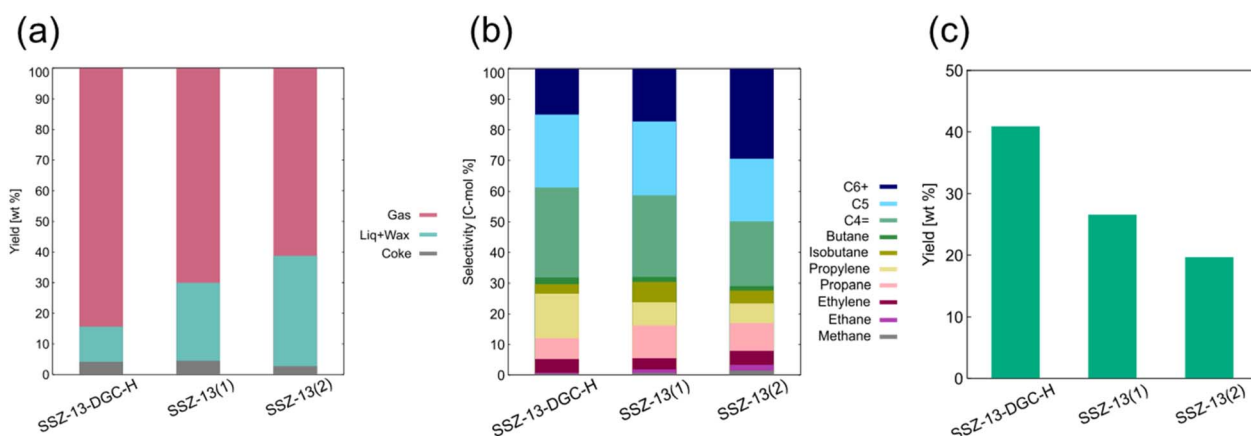 (a)
Yield [wt %]
100
90
80
70
60
50
40
30
20
10
0
SSZ-13-DGC-H
SSZ-13(1)
SSZ-13(2)
Gas
Liq+Wax
Coke
(b)
Selectivity [C-mol %]
100
90
80
70
60
50
40
30
20
10
0
SSZ-13-DGC-H
SSZ-13(1)
SSZ-13(2)
C6+
C5
C4=
Butane
Isobutane
Propylene
Propane
Ethylene
Ethane
Methane
(c)
Yield [wt %]
50
40
30
20
10
0
SSZ-13-DGC-H
SSZ-13(1)
SSZ-13(2)